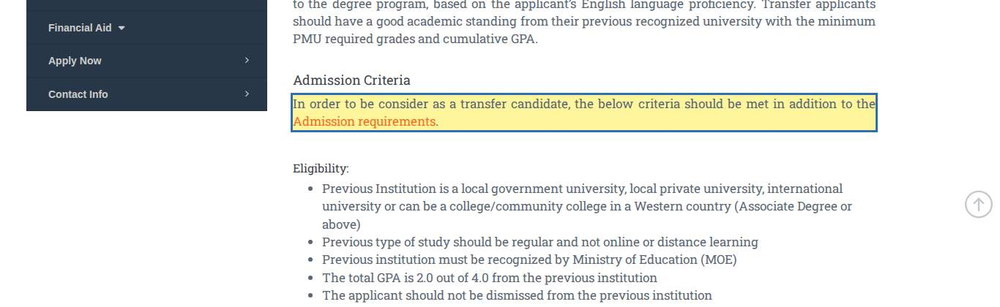 Financial Aid
Apply Now
Contact Info
to the degree program, based on the applicant's English language proficiency. Transfer applicants
should have a good academic standing from their previous recognized university with the minimum
PMU required grades and cumulative GPA.
Admission Criteria
In order to be consider as a transfer candidate, the below criteria should be met in addition to the
Admission requirements.
Eligibility:
Previous Institution is a local government university, local private university, international
university or can be a college/community college in a Western country (Associate Degree or
above)
Previous type of study should be regular and not online or distance learning
Previous institution must be recognized by Ministry of Education (MOE)
The total GPA is 2.0 out of 4.0 from the previous institution
The applicant should not be dismissed from the previous institution